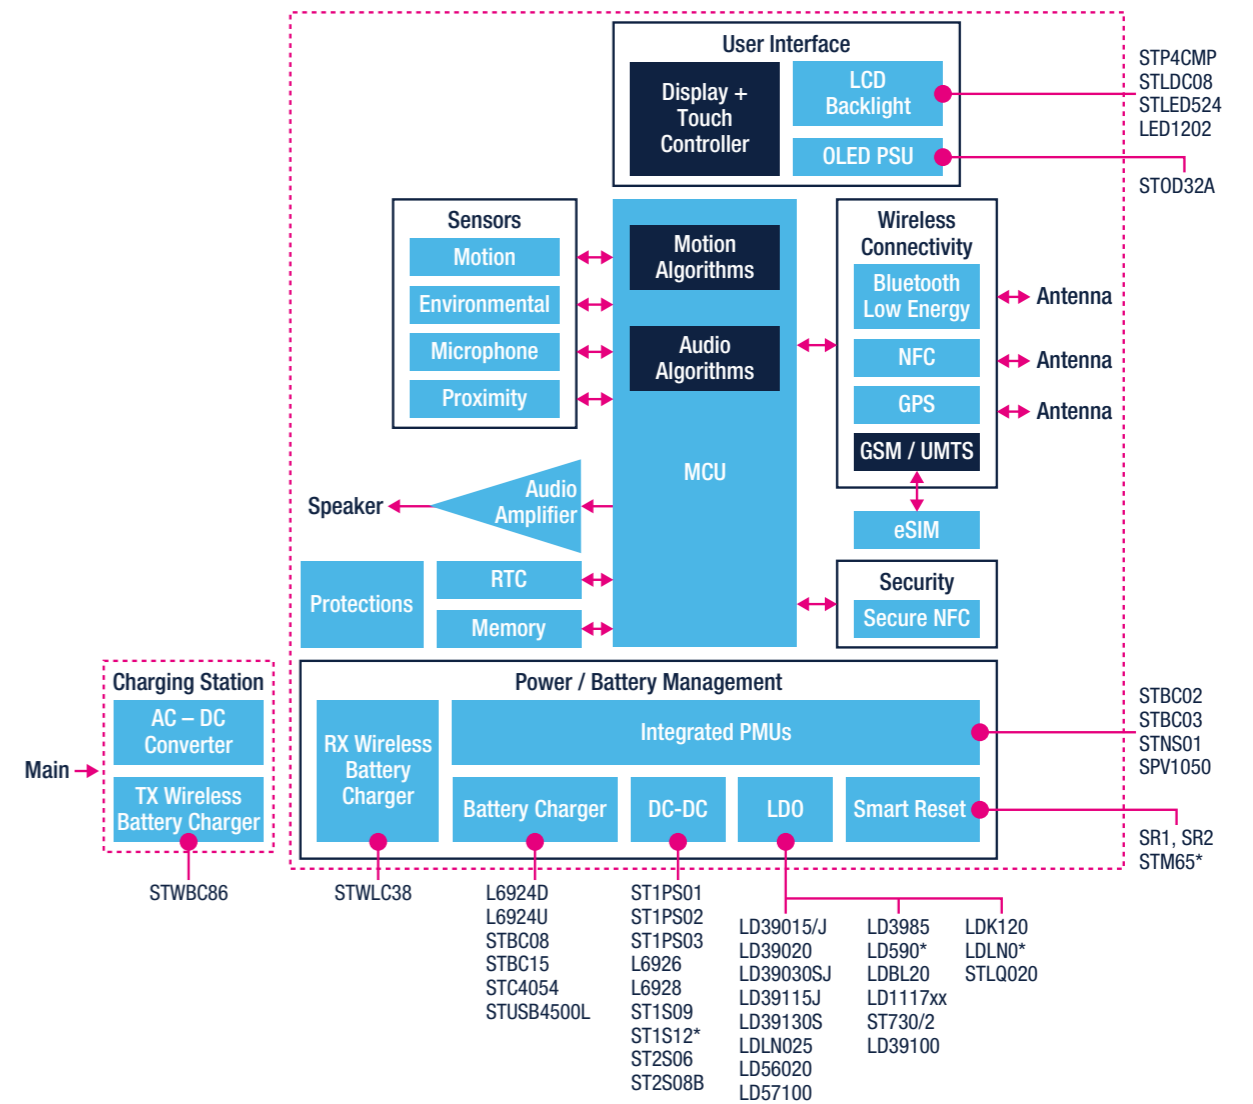 User Interface
Display +
Touch
Controller
LCD
Backlight
OLED PSU
STP4CMP
STLDC08
STLED524
LED1202
STOD32A
Sensors
Motion
Environmental
Microphone
Proximity
Motion
Algorithms
Audio
Algorithms
MCU
Wireless
Connectivity
Bluetooth
Low Energy
NFC
GPS
GSM / UMTS
Antenna
Antenna
Antenna
eSIM
Speaker
Audio
Amplifier
Protections
RTC
Memory
Security
Secure NFC
Main
Charging Station
AC – DC
Converter
TX Wireless
Battery Charger
STWBC86
Power / Battery Management
RX Wireless
Battery
Charger
Integrated PMUs
Battery Charger
DC-DC
LDO
Smart Reset
STBC02
STBC03
STNS01
SPV1050
SR1, SR2
STM65*
STWLC38
L6924D
L6924U
STBC08
STBC15
STC4054
STUSB4500L
ST1PS01
ST1PS02
ST1PS03
L6926
L6928
ST1S09
ST1S12*
ST2S06
ST2S08B
LD39015/J
LD39020
LD39030SJ
LD39115J
LD39130S
LDLN025
LD56020
LD57100
LD3985
LD590*
LDBL20
LD1117xx
ST730/2
LD39100
LDK120
LDLN0*
STLQ020